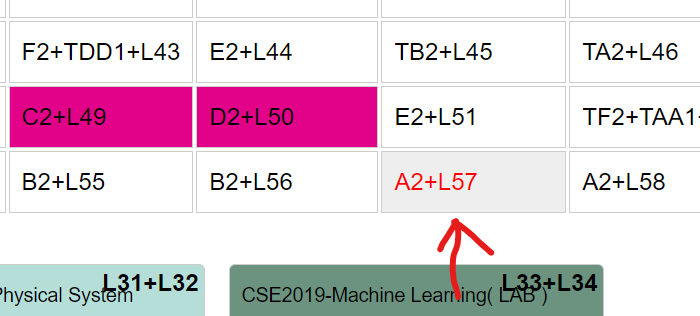 F2+TDD1+L43 E2+L44 TB2+L45 TA2+L46
C2+L49 D2+L50 E2+L51 TF2+TAA1
B2+L55 B2+L56 A2+L57 A2+L58
L31+L32 L33+L34
Physical System CSE2019-Machine Learning( LAB )